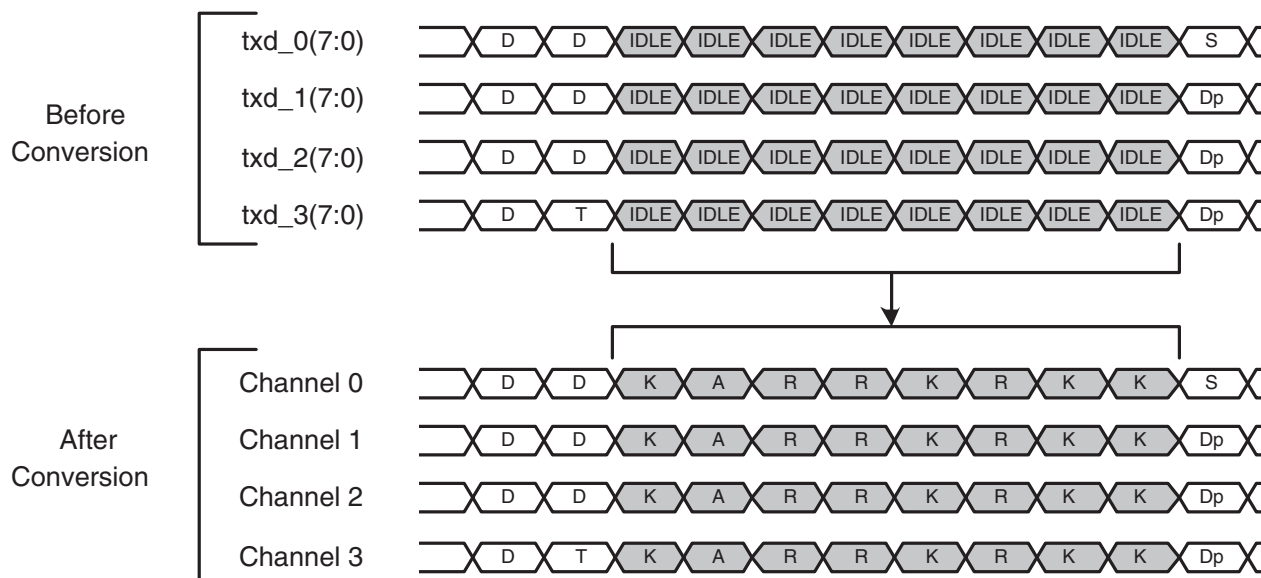 txd_0(7:0) D D IDLE IDLE IDLE IDLE IDLE IDLE IDLE IDLE S
Before Conversion
txd_1(7:0) D D IDLE IDLE IDLE IDLE IDLE IDLE IDLE IDLE Dp
txd_2(7:0) D D IDLE IDLE IDLE IDLE IDLE IDLE IDLE IDLE Dp
txd_3(7:0) D T IDLE IDLE IDLE IDLE IDLE IDLE IDLE IDLE Dp
Channel 0 D D K A R R K R K K S
After Conversion
Channel 1 D D K A R R K R K K Dp
Channel 2 D D K A R R K R K K Dp
Channel 3 D T K A R R K R K K Dp